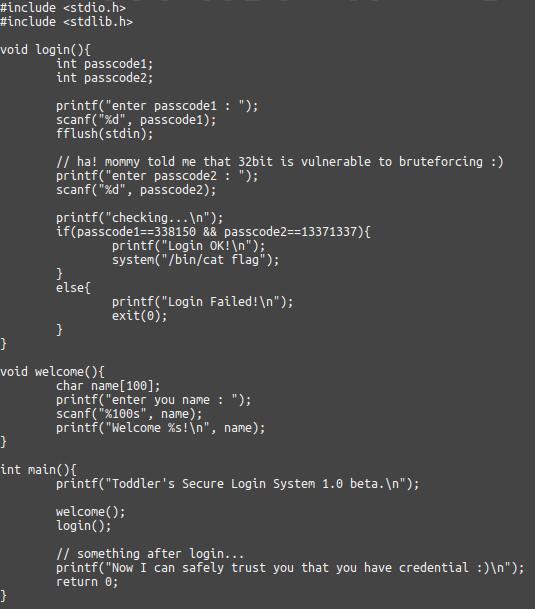 #include <stdio.h>
#include <stdlib.h>

void login(){
        int passcode1;
        int passcode2;

        printf("enter passcode1 : ");
        scanf("%d", passcode1);
        fflush(stdin);

        // ha! mommy told me that 32bit is vulnerable to bruteforcing :)
        printf("enter passcode2 : ");
        scanf("%d", passcode2);

        printf("checking...\n");
        if(passcode1==338150 && passcode2==13371337){
                printf("Login OK!\n");
                system("/bin/cat flag");
        }
        else{
                printf("Login Failed!\n");
                exit(0);
        }
}

void welcome(){
        char name[100];
        printf("enter you name : ");
        scanf("%100s", name);
        printf("Welcome %s!\n", name);
}

int main(){
        printf("Toddler's Secure Login System 1.0 beta.\n");

        welcome();
        login();

        // something after login...
        printf("Now I can safely trust you that you have credential :)\n");
        return 0;
}